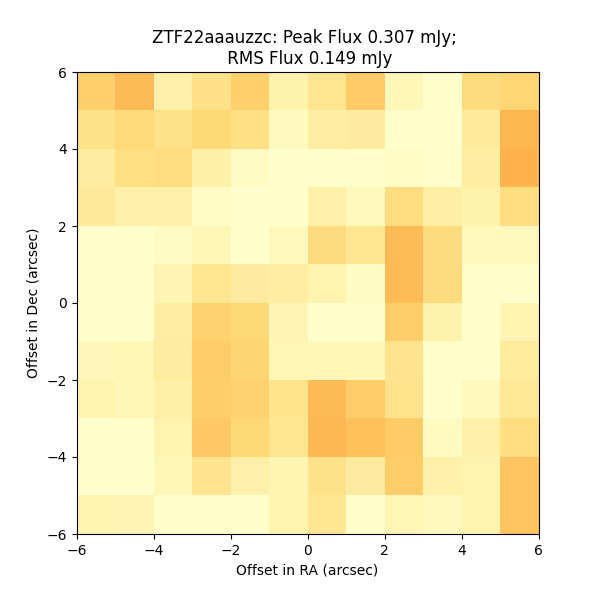 ZTF22aaauzzc: Peak Flux 0.307 mJy;
RMS Flux 0.149 mJy
6
4
2
0
−2
−4
−6
Offset in Dec (arcsec)
−6 −4 −2 0 2 4 6
Offset in RA (arcsec)